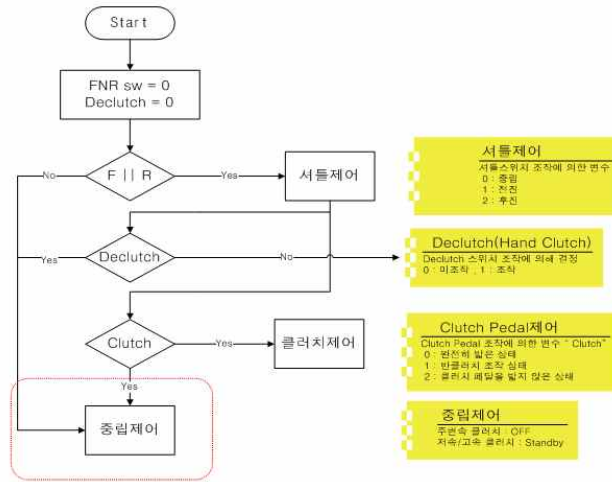 Start
FNR sw = 0
Declutch = 0
No
F || R
Yes
셔틀제어
Yes
Declutch
No
Clutch
Yes
클러치제어
Yes
중립제어
셔틀제어
셔틀스위치 조작에 의한 변수
0 : 중립
1 : 전진
2 : 후진
Declutch(Hand Clutch)
Declutch 스위치 조작에 의해 결정
0 : 미조작 , 1 : 조작
Clutch Pedal제어
Clutch Pedal 조작에 의한 변수 " Clutch"
0 : 완전히 밟은 상태
1 : 반클러치 조작 상태
2 : 클러치 페달을 밟지 않은 상태
중립제어
주변속 클러치 : OFF
저속/고속 클러치 : Standby